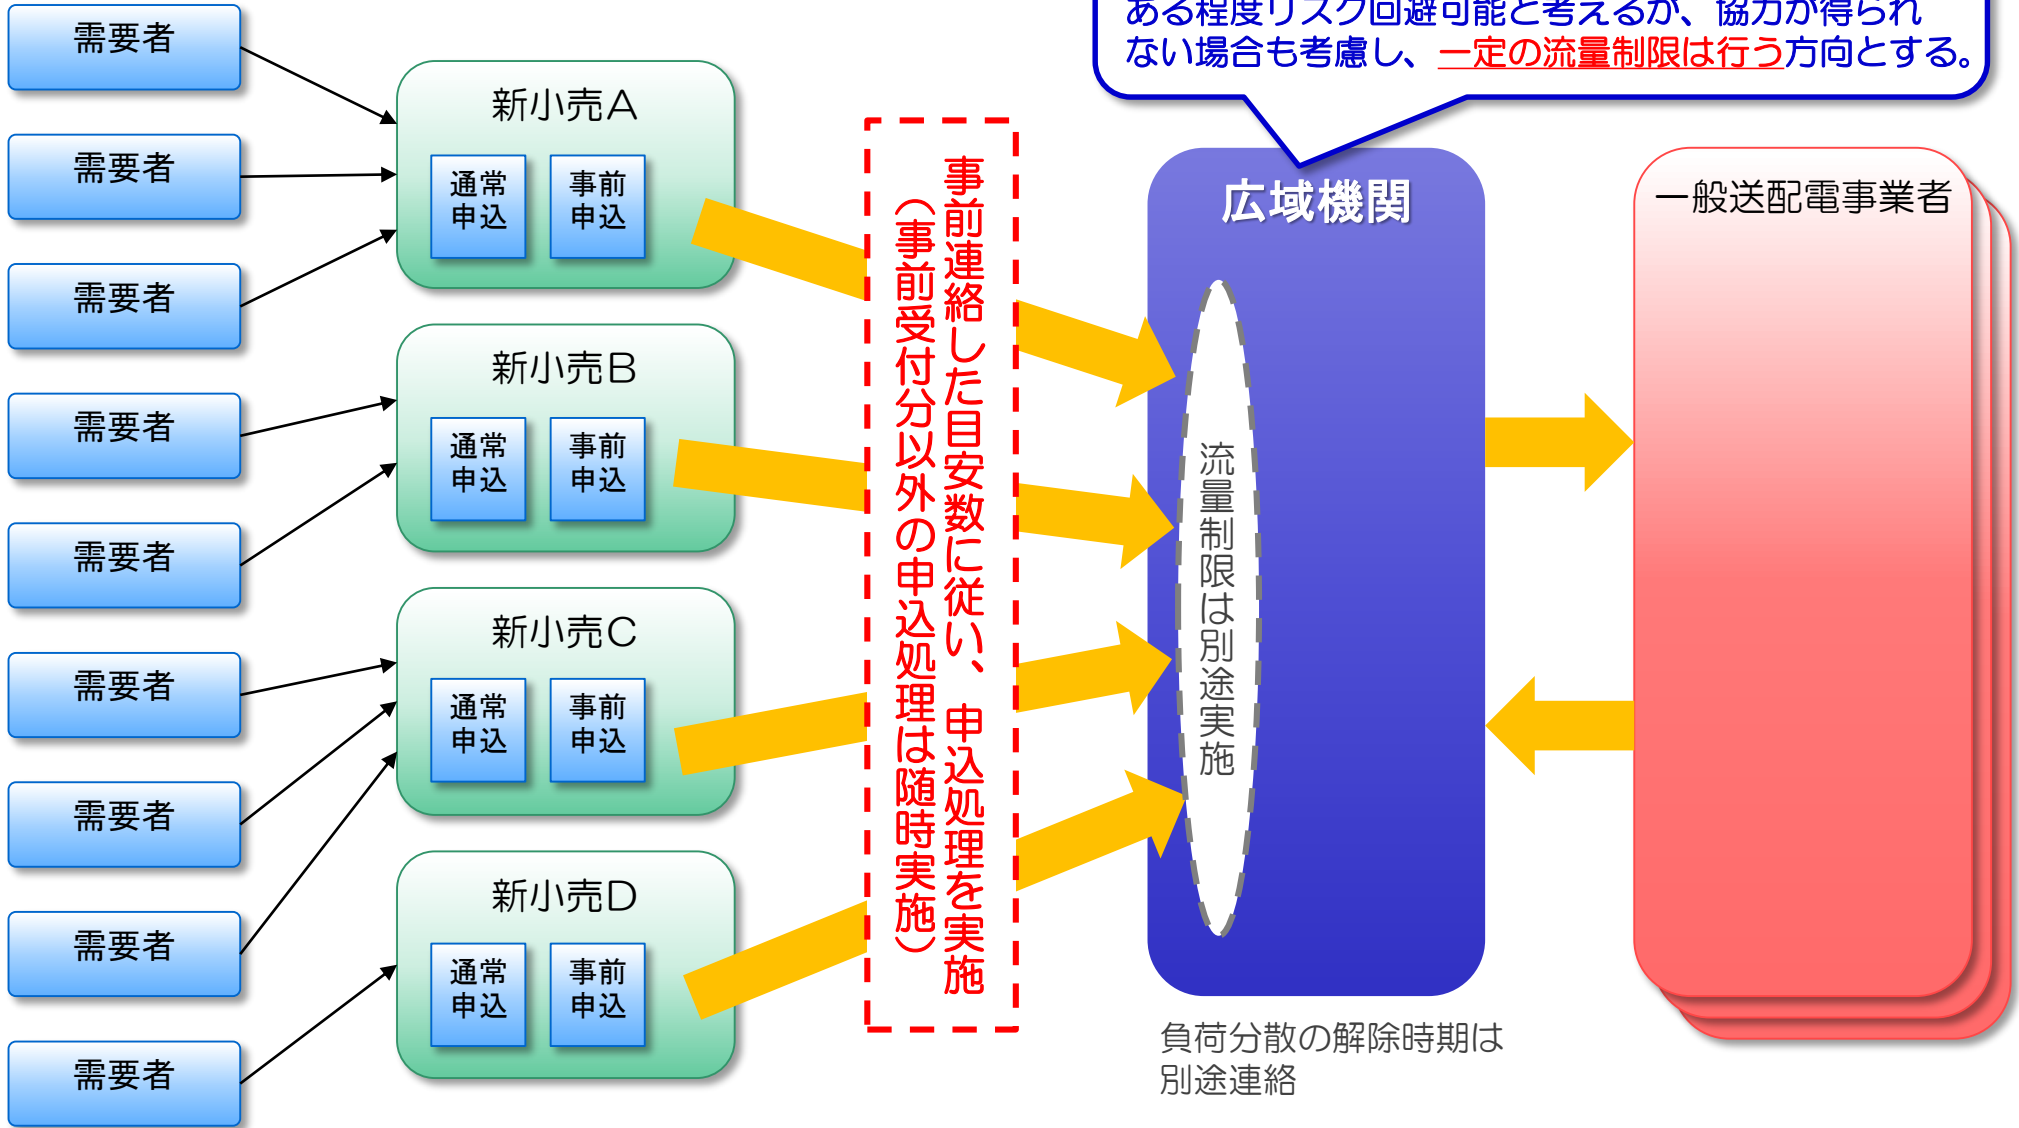 ある程度リスク回避可能と考えるが、協力が得られ
ない場合も考慮し、一定の流量制限は行う方向とする。
需要者
需要者
需要者
需要者
需要者
需要者
需要者
需要者
需要者
新小売A
通常
申込
事前
申込
新小売B
通常
申込
事前
申込
新小売C
通常
申込
事前
申込
新小売D
通常
申込
事前
申込
事前連絡した目安数に従い、申込処理を実施
（事前受付分以外の申込処理は随時実施）
広域機関
流量制限は別途実施
一般送配電事業者
負荷分散の解除時期は
別途連絡